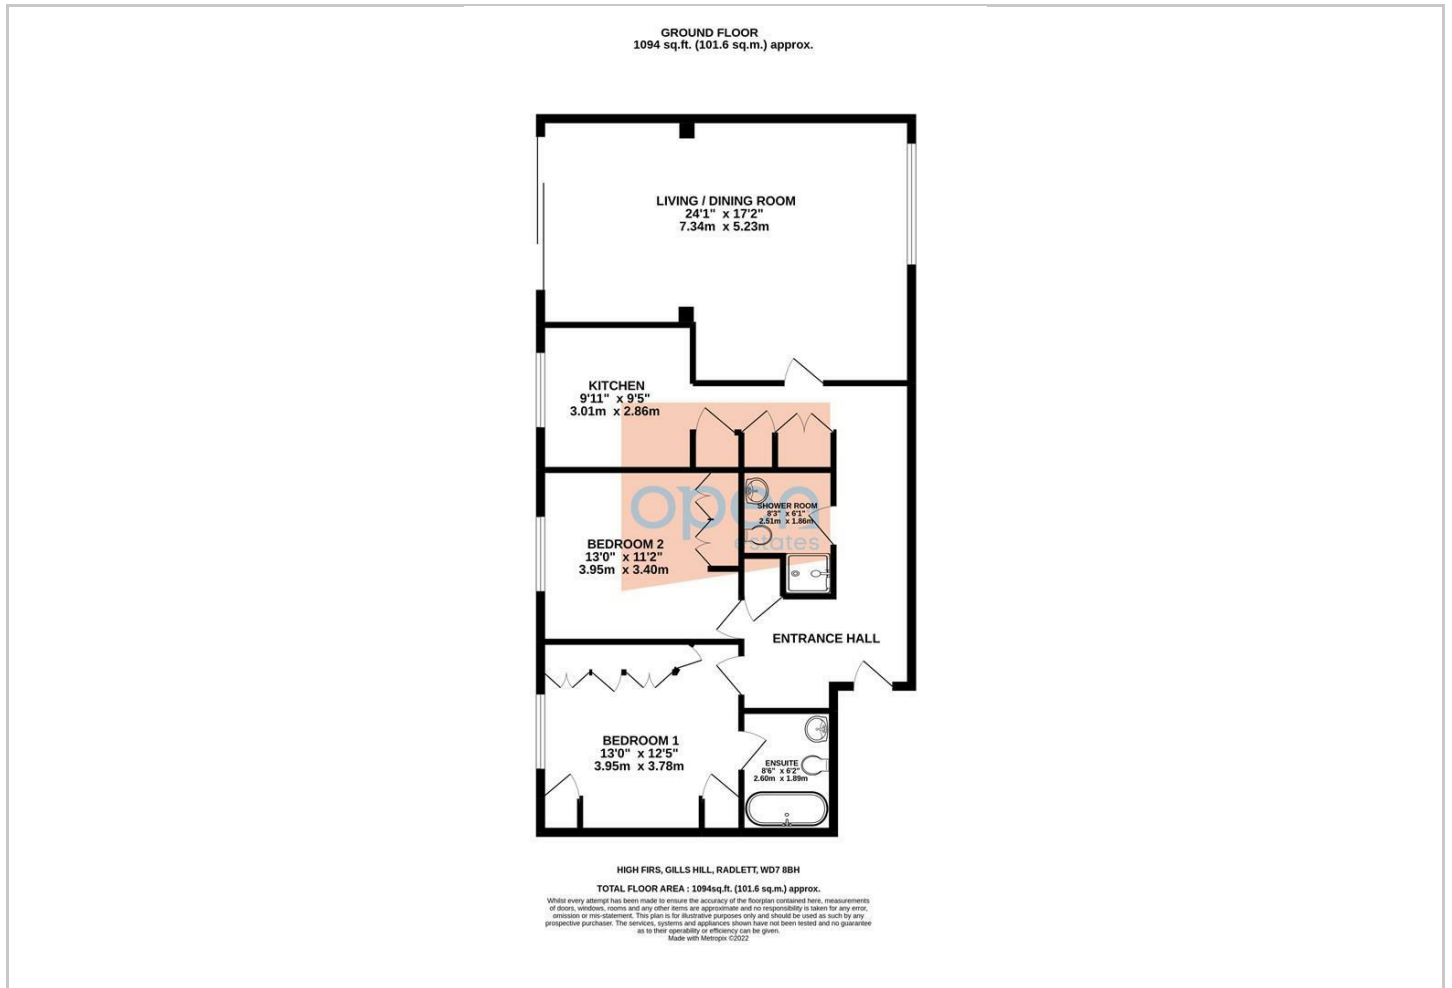 GROUND FLOOR
1094 sq.ft. (101.6 sq.m.) approx.
LIVING / DINING ROOM
24'1" x 17'2"
7.34m x 5.23m
KITCHEN
9'11" x 9'5"
3.01m x 2.86m
open
estates
SHOWER ROOM
8'3" x 6'1"
2.51m x 1.86m
BEDROOM 2
13'0" x 11'2"
3.95m x 3.40m
ENTRANCE HALL
BEDROOM 1
13'0" x 12'5"
3.95m x 3.78m
ENSUITE
8'6" x 6'2"
2.60m x 1.89m
HIGH FIRS, GILLS HILL, RADLETT, WD7 8BH
TOTAL FLOOR AREA : 1094sq.ft. (101.6 sq.m.) approx.
Whilst every attempt has been made to ensure the accuracy of the floorplan contained here, measurements
of doors, windows, rooms and any other items are approximate and no responsibility is taken for any error,
omission or mis-statement. This plan is for illustrative purposes only and should be used as such by any
prospective purchaser. The services, systems and appliances shown have not been tested and no guarantee
as to their operability or efficiency can be given.
Made with Metropix ©2022